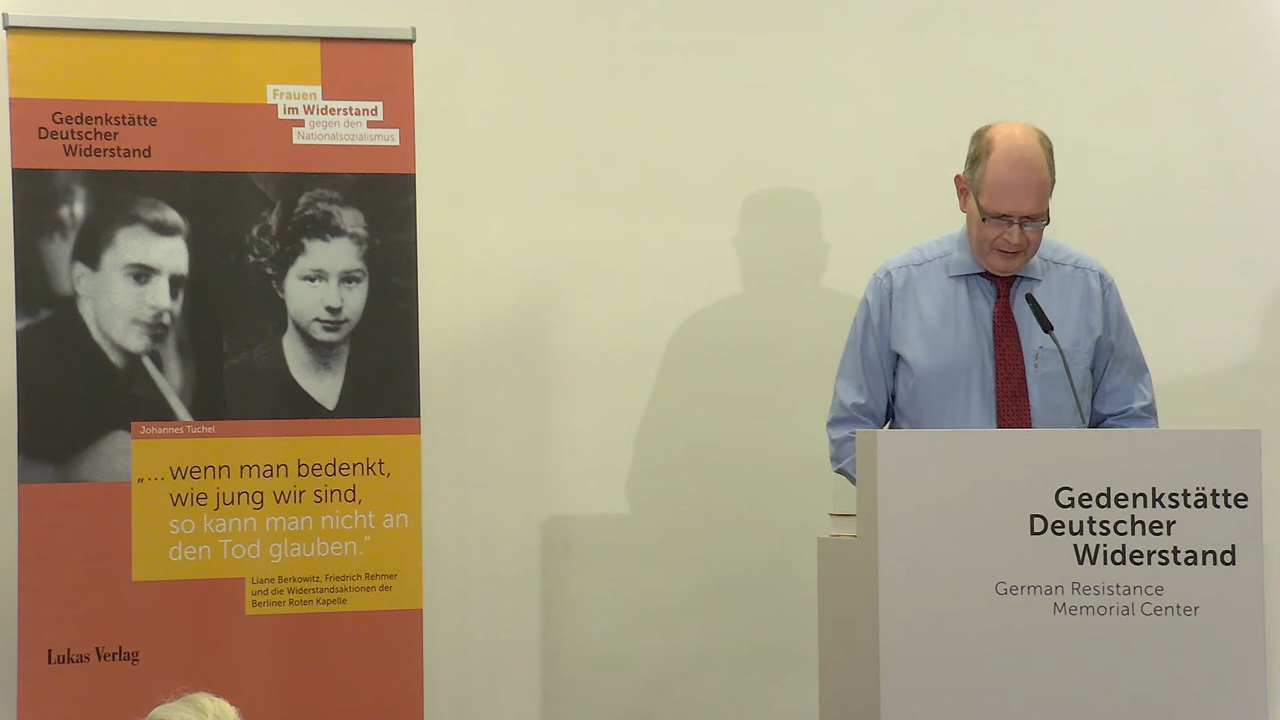 Frauen
im Widerstand
gegen den
Nationalsozialismus
Gedenkstätte
Deutscher
Widerstand
Johannes Tuchel
„... wenn man bedenkt,
wie jung wir sind,
so kann man nicht an
den Tod glauben.“
Liane Berkowitz, Friedrich Rehmer
und die Widerstandsaktionen der
Berliner Roten Kapelle
Lukas Verlag
Gedenkstätte
Deutscher
Widerstand
German Resistance
Memorial Center